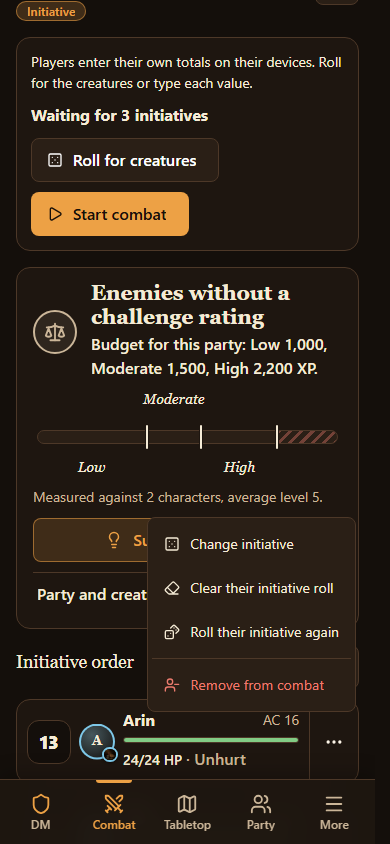 Initiative
Players enter their own totals on their devices. Roll
for the creatures or type each value.
Waiting for 3 initiatives
Roll for creatures
Start combat
Enemies without a
challenge rating
Budget for this party: Low 1,000,
Moderate 1,500, High 2,200 XP.
Moderate
Low
High
Measured against 2 characters, average level 5.
Change initiative
Clear their initiative roll
Roll their initiative again
Remove from combat
Party and
Initiative order
13
A
Arin
AC 16
24/24 HP · Unhurt
DM
Combat
Tabletop
Party
More